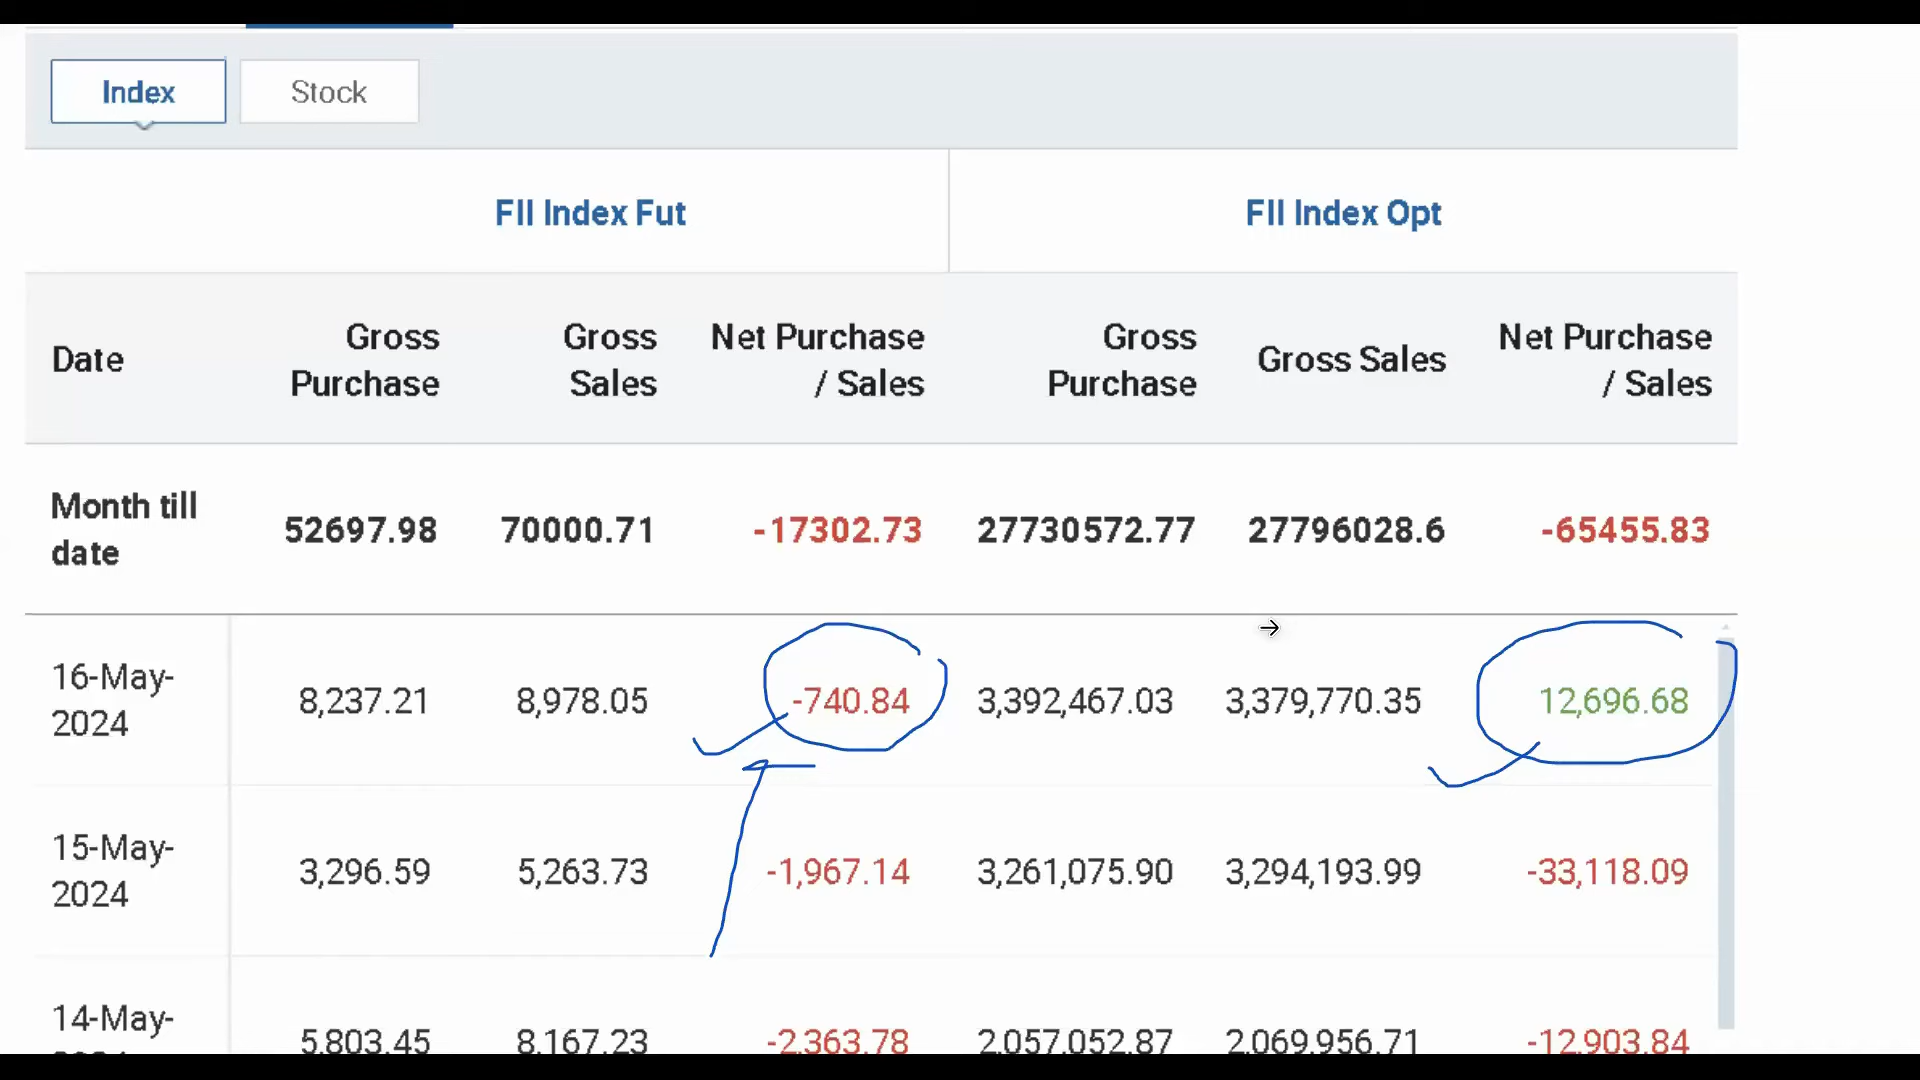 Index Stock
FII Index Fut FII Index Opt
Date Gross Purchase Gross Sales Net Purchase / Sales Gross Purchase Gross Sales Net Purchase / Sales
Month till date 52697.98 70000.71 -17302.73 27730572.77 27796028.6 -65455.83
16-May-2024 8,237.21 8,978.05 -740.84 3,392,467.03 3,379,770.35 12,696.68
15-May-2024 3,296.59 5,263.73 -1,967.14 3,261,075.90 3,294,193.99 -33,118.09
14-May- 5,803.45 8,167.23 -2,363.78 2,057,052.87 2,069,956.71 -12,903.84